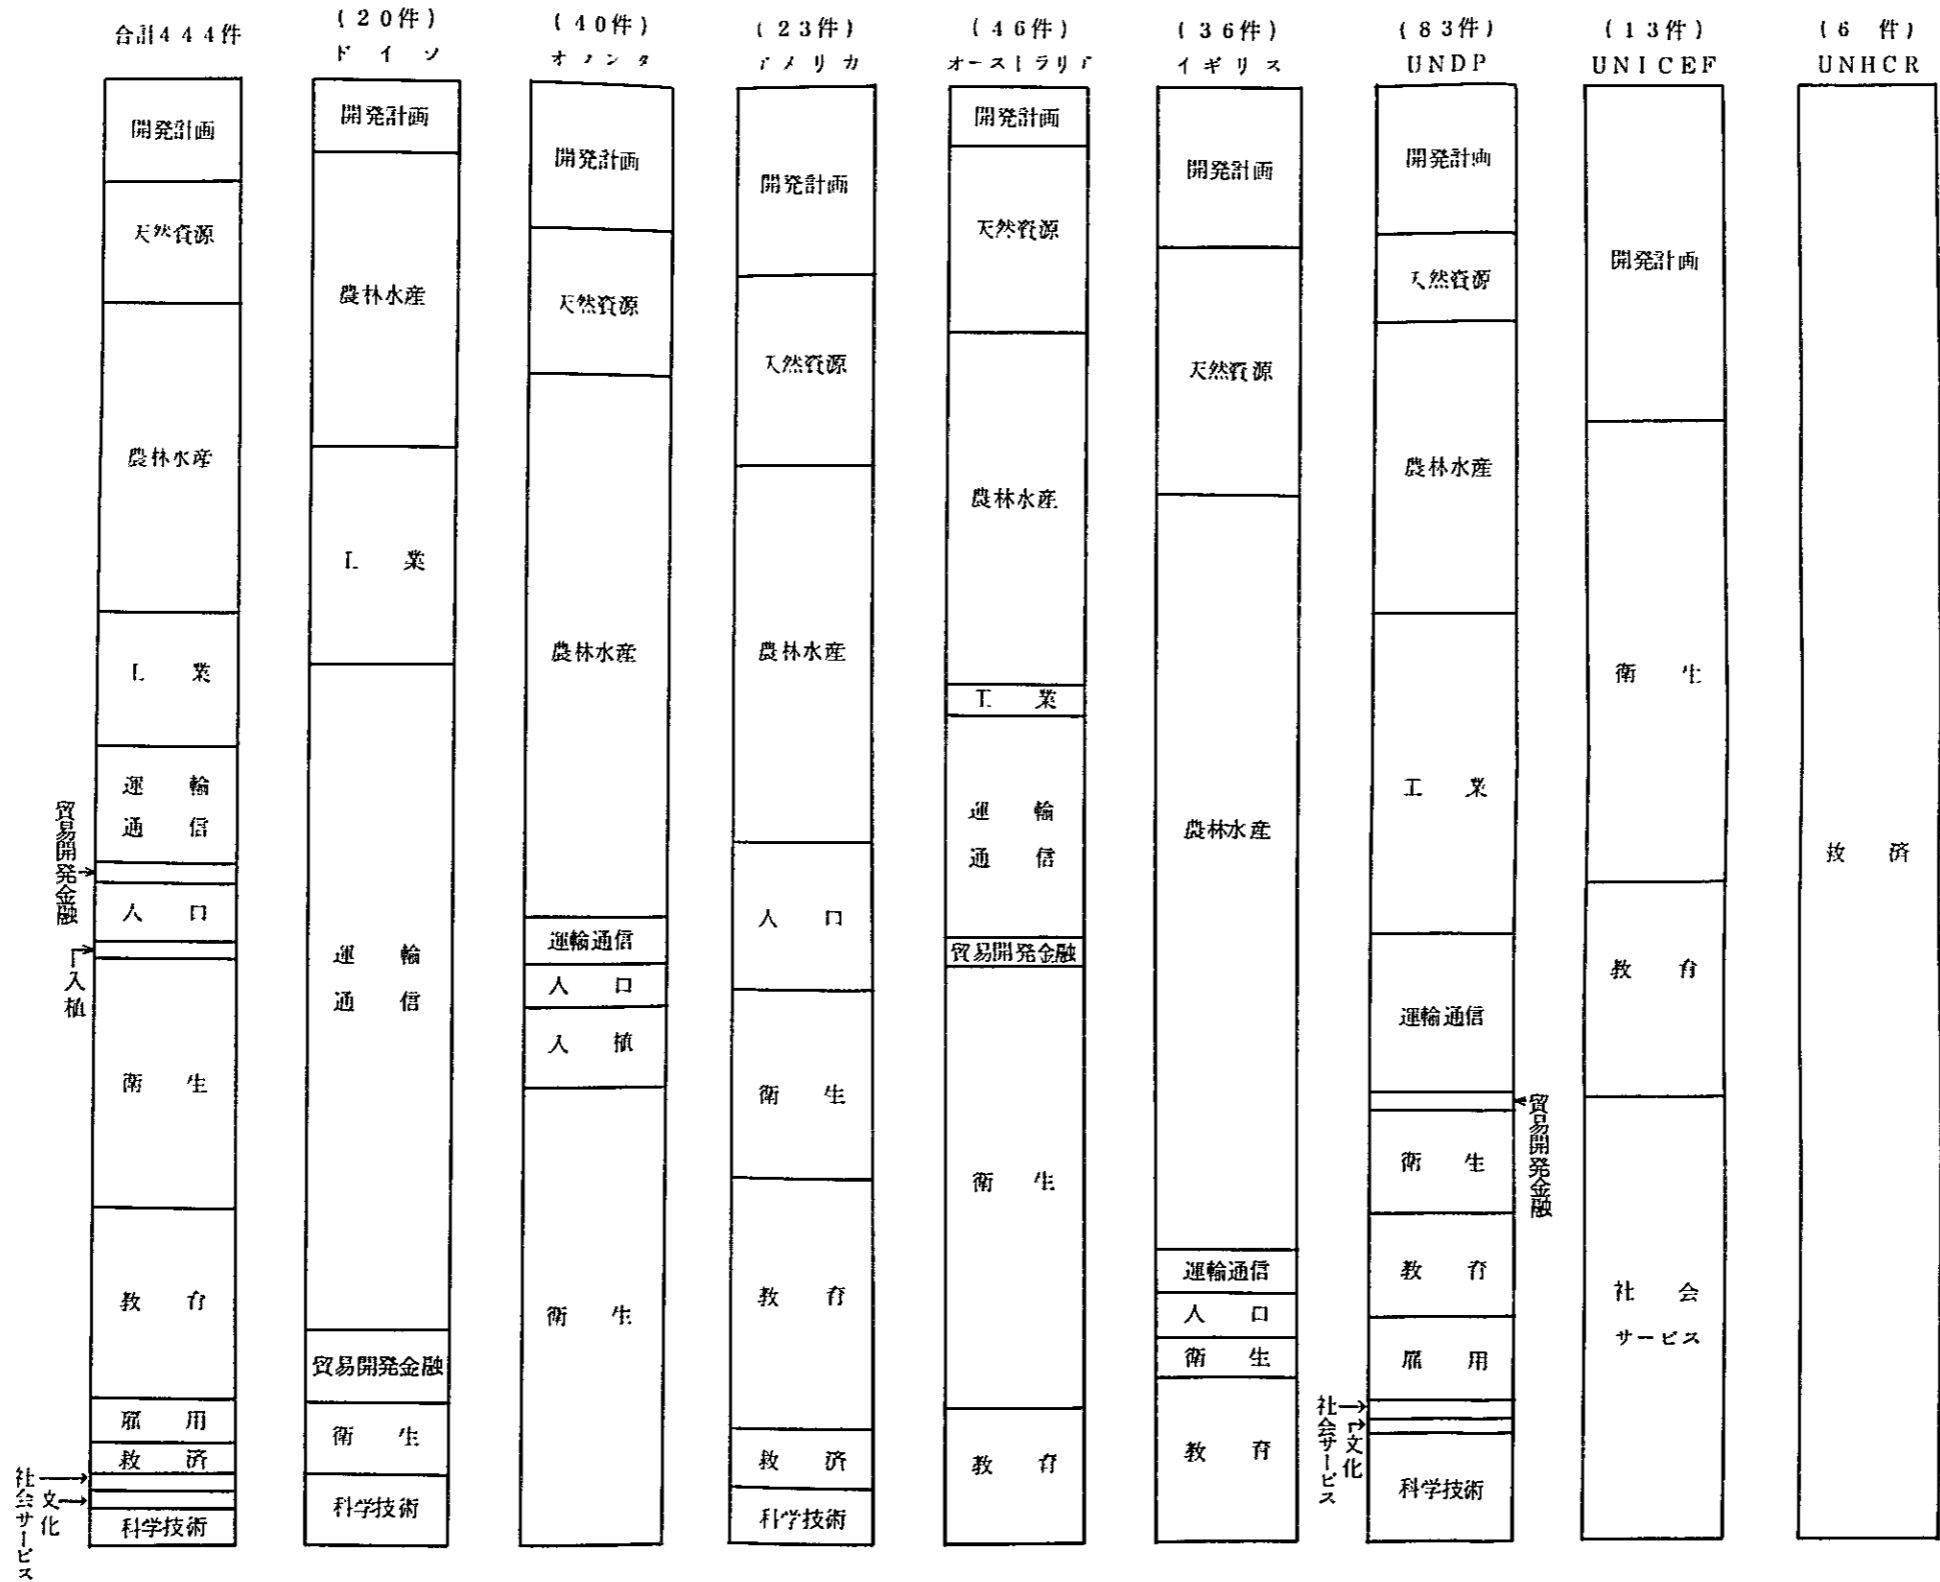 合計444件
開発計画
天然資源
農林水産
工 業
運 輸
通 信
貿易開発金融
人 口
入植
衛 生
教 育
雇 用
救 済
社会サービス
文化
科学技術
(20件)
ドイツ
開発計画
農林水産
工 業
運 輸
通 信
貿易開発金融
衛 生
科学技術
(40件)
オランダ
開発計画
天然資源
農林水産
運輸通信
人 口
入 植
衛 生
(23件)
アメリカ
開発計画
天然資源
農林水産
人 口
衛 生
教 育
救 済
科学技術
(46件)
オーストラリア
開発計画
天然資源
農林水産
工 業
運 輸
通 信
貿易開発金融
衛 生
教 育
(36件)
イギリス
開発計画
天然資源
農林水産
運輸通信
人 口
衛 生
教 育
(83件)
UNDP
開発計画
天然資源
農林水産
工 業
運輸通信
貿易開発金融
衛 生
教 育
雇 用
社会サービス
文化
科学技術
(13件)
UNICEF
開発計画
衛 生
教 育
社 会
サービス
(6 件)
UNHCR
救 済